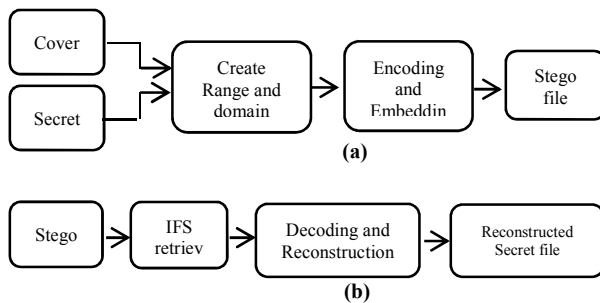 Cover
Secret
Create
Range and
domain
Encoding
and
Embeddin
Stego
file
(a)
Stego
IFS
retriev
Decoding and
Reconstruction
Reconstructed
Secret file
(b)